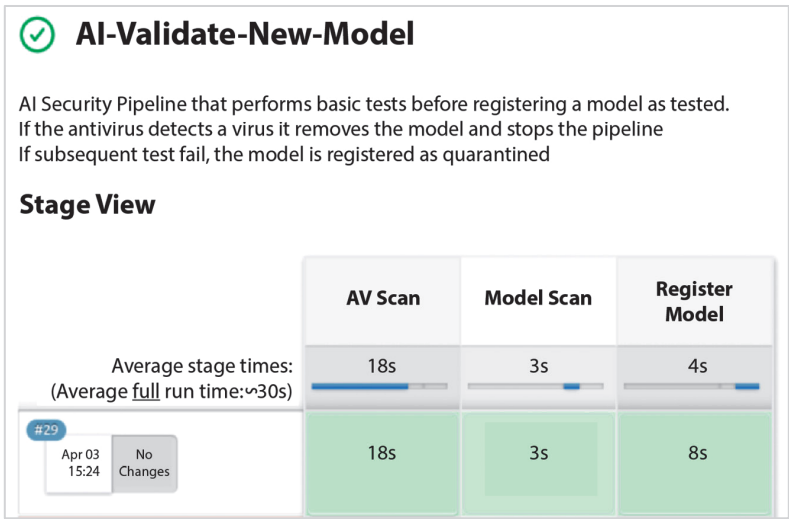 AI-Validate-New-Model
AI Security Pipeline that performs basic tests before registering a model as tested.
If the antivirus detects a virus it removes the model and stops the pipeline
If subsequent test fail, the model is registered as quarantined
Stage View
AV Scan
Model Scan
Register
Model
Average stage times:
18s
3s
4s
(Average full run time:~30s)
#29
Apr 03
15:24
No
Changes
18s
3s
8s